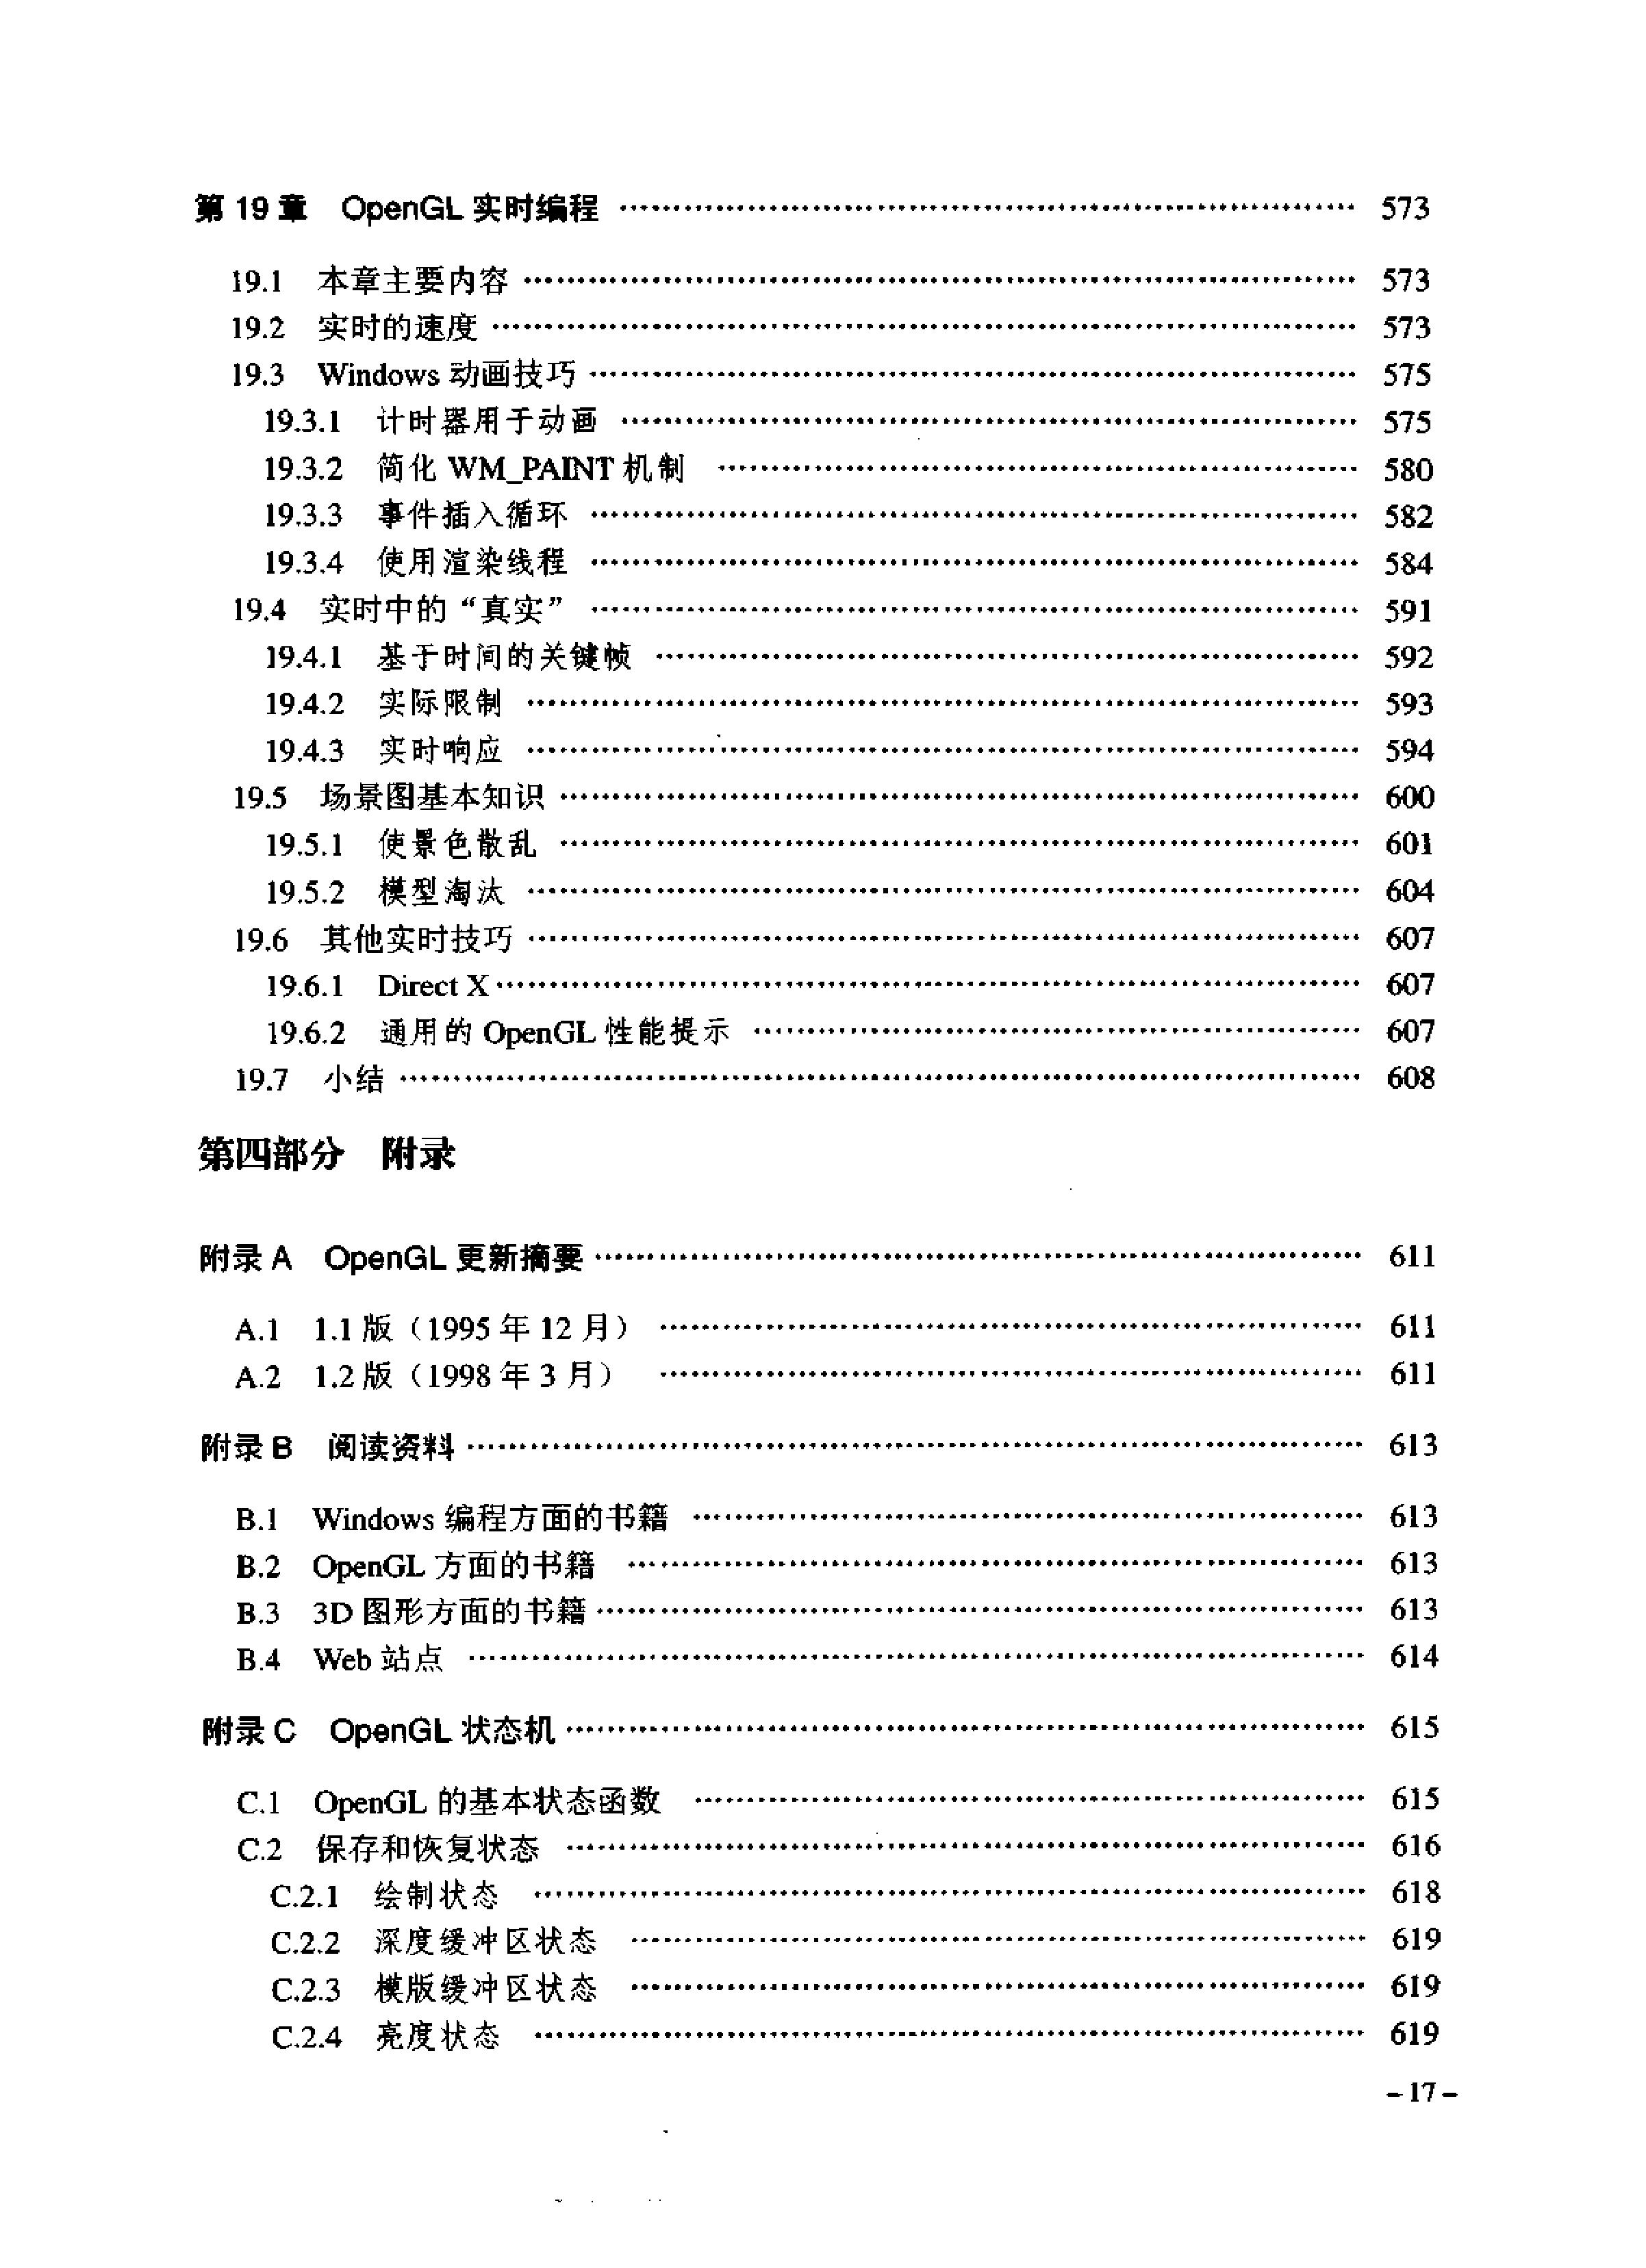 第 19 章 OpenGL 实时编程 …… 573
19.1 本章主要内容 …… 573
19.2 实时的速度 …… 573
19.3 Windows 动画技巧 …… 575
19.3.1 计时器用于动画 …… 575
19.3.2 简化 WM_PAINT 机制 …… 580
19.3.3 事件插入循环 …… 582
19.3.4 使用渲染线程 …… 584
19.4 实时中的“真实” …… 591
19.4.1 基于时间的关键帧 …… 592
19.4.2 实际限制 …… 593
19.4.3 实时响应 …… 594
19.5 场景图基本知识 …… 600
19.5.1 使景色散乱 …… 601
19.5.2 模型淘汰 …… 604
19.6 其他实时技巧 …… 607
19.6.1 Direct X …… 607
19.6.2 通用的 OpenGL 性能提示 …… 607
19.7 小结 …… 608
第四部分 附录
附录 A OpenGL 更新摘要 …… 611
A.1 1.1 版（1995 年 12 月） …… 611
A.2 1.2 版（1998 年 3 月） …… 611
附录 B 阅读资料 …… 613
B.1 Windows 编程方面的书籍 …… 613
B.2 OpenGL 方面的书籍 …… 613
B.3 3D 图形方面的书籍 …… 613
B.4 Web 站点 …… 614
附录 C OpenGL 状态机 …… 615
C.1 OpenGL 的基本状态函数 …… 615
C.2 保存和恢复状态 …… 616
C.2.1 绘制状态 …… 618
C.2.2 深度缓冲区状态 …… 619
C.2.3 模版缓冲区状态 …… 619
C.2.4 亮度状态 …… 619
– 17 –